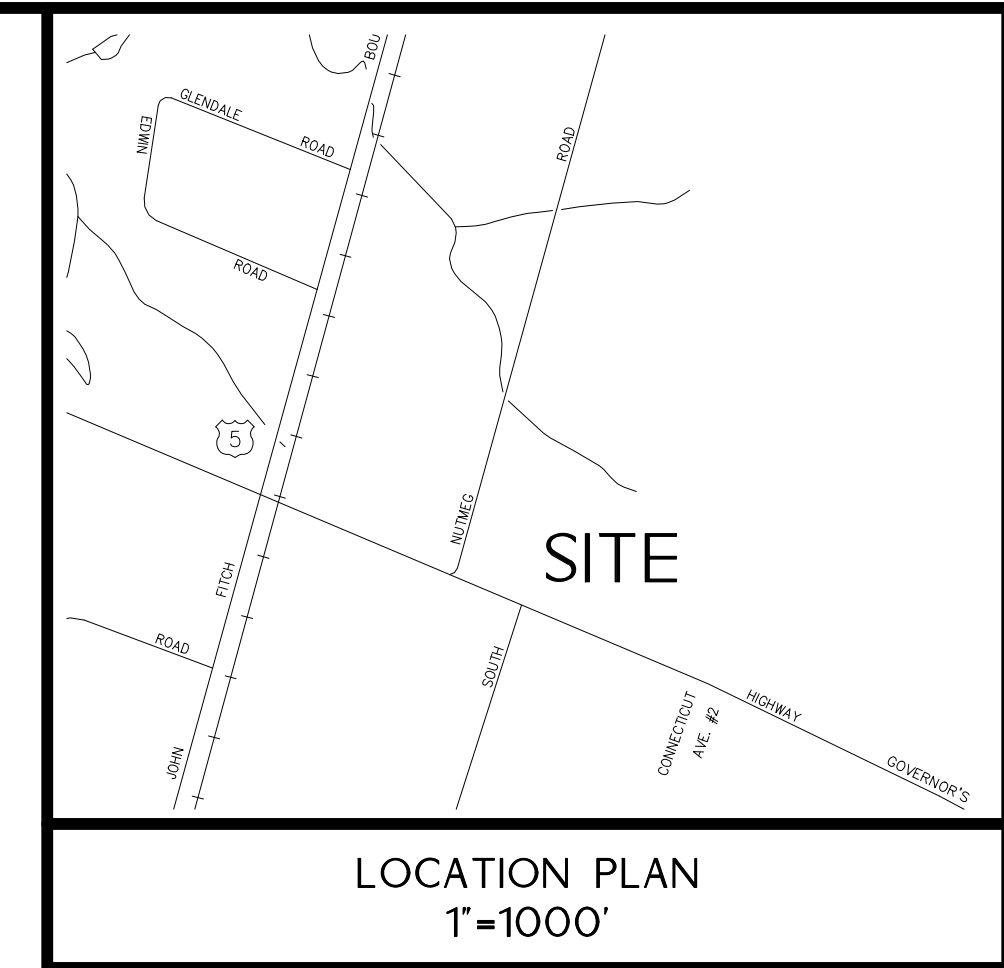 BOU
GLENDALE
ROAD
EDWIN
ROAD
ROAD
5
NUTMEG
SITE
FITCH
ROAD
SOUTH
CONNECTICUT
AVE. #2
HIGHWAY
JOHN
GOVERNOR'S
LOCATION PLAN
1"=1000'